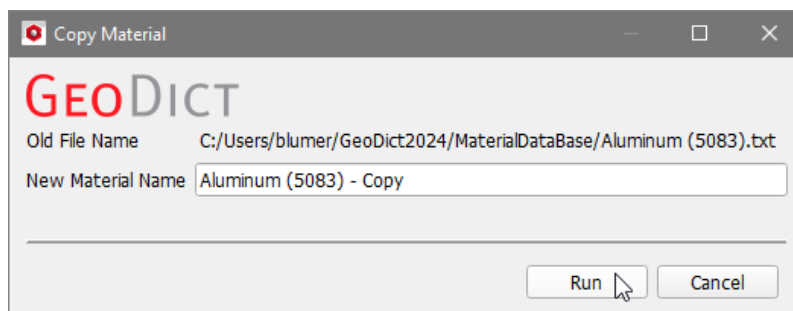 Copy Material
GEODICT
Old File Name C:/Users/blumer/GeoDict2024/MaterialDataBase/Aluminum (5083).txt
New Material Name Aluminum (5083) - Copy
Run Cancel